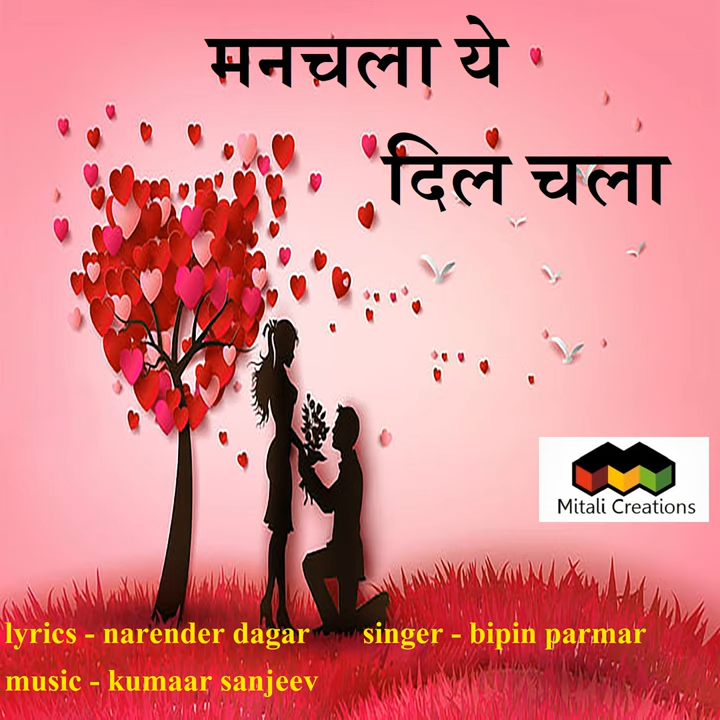 मनचला ये
दिल चला
Mitali Creations
lyrics - narender dagar singer - bipin parmar
music - kumaar sanjeev